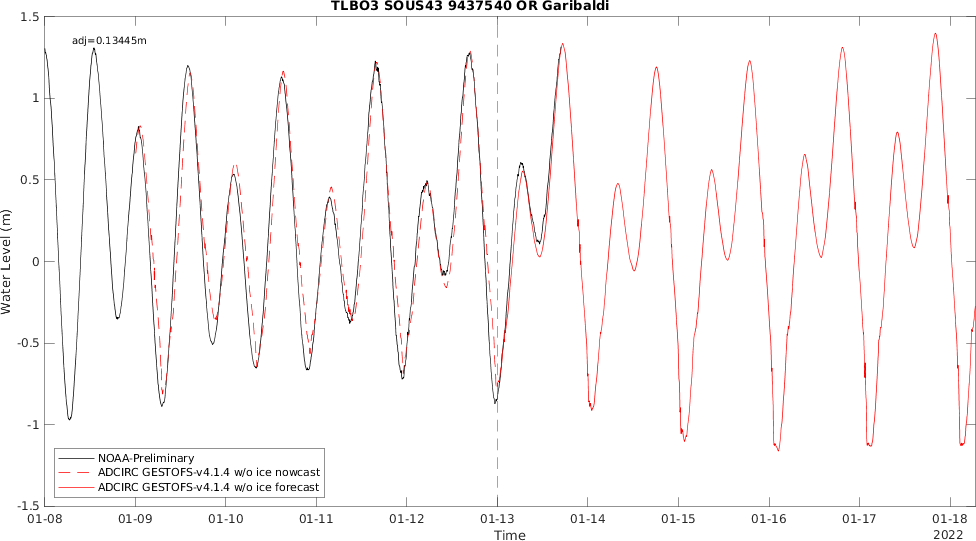 TLBO3 SOUS43 9437540 OR Garibaldi
adj=0.13445m
1.5
1
0.5
0
-0.5
-1
-1.5
Water Level (m)
NOAA-Preliminary
ADCIRC GESTOFS-v4.1.4 w/o ice nowcast
ADCIRC GESTOFS-v4.1.4 w/o ice forecast
01-08 01-09 01-10 01-11 01-12 01-13 01-14 01-15 01-16 01-17 01-18
Time
2022